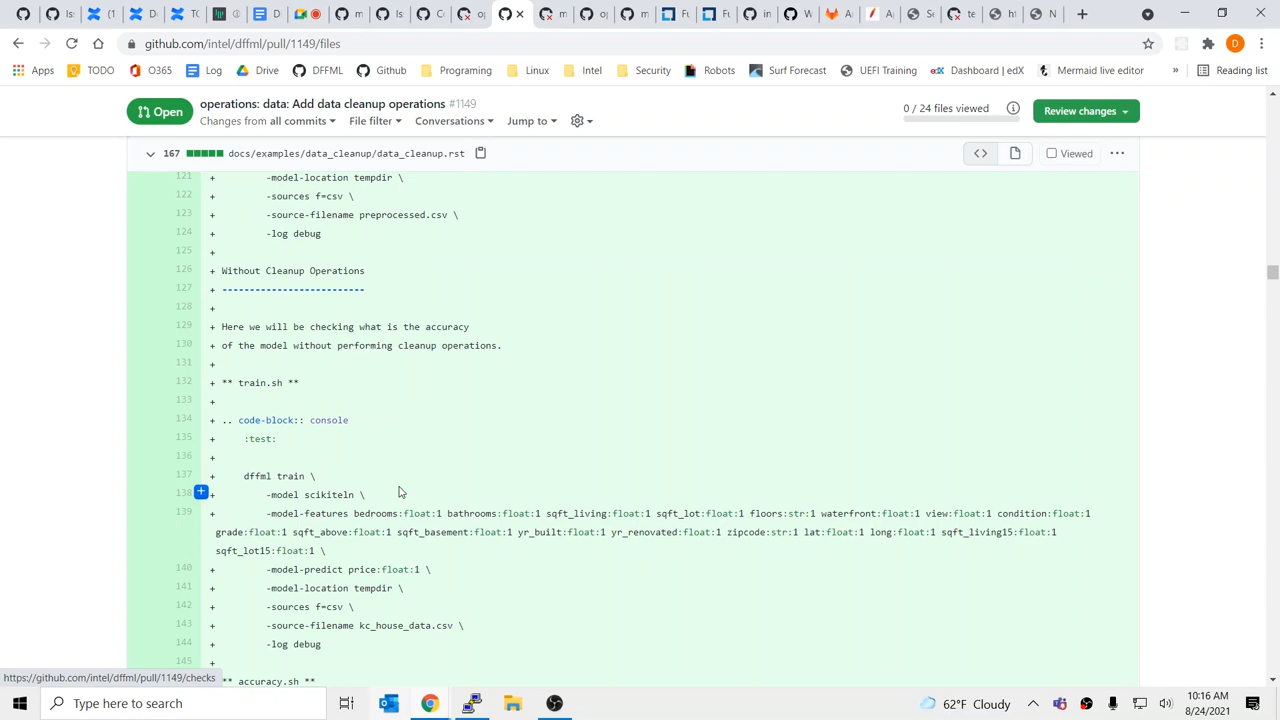 github.com/intel/dffml/pull/1149/files
Apps TODO O365 Log Drive DFFML Github Programing Linux Intel Security Robots Surf Forecast UEFI Training Dashboard | edX Mermaid live editor » Reading list
Open
operations: data: Add data cleanup operations #1149
Changes from all commits File filter Conversations Jump to
0 / 24 files viewed
Review changes
167 docs/examples/data_cleanup/data_cleanup.rst
Viewed
121 + -model-location tempdir \
122 + -sources f=csv \
123 + -source-filename preprocessed.csv \
124 + -log debug
125 +
126 + Without Cleanup Operations
127 + --------------------------
128 +
129 + Here we will be checking what is the accuracy
130 + of the model without performing cleanup operations.
131 +
132 + ** train.sh **
133 +
134 + .. code-block:: console
135 + :test:
136 +
137 + dffml train \
138 + -model scikiteln \
139 + -model-features bedrooms:float:1 bathrooms:float:1 sqft_living:float:1 sqft_lot:float:1 floors:str:1 waterfront:float:1 view:float:1 condition:float:1
grade:float:1 sqft_above:float:1 sqft_basement:float:1 yr_built:float:1 yr_renovated:float:1 zipcode:str:1 lat:float:1 long:float:1 sqft_living15:float:1
sqft_lot15:float:1 \
140 + -model-predict price:float:1 \
141 + -model-location tempdir \
142 + -sources f=csv \
143 + -source-filename kc_house_data.csv \
144 + -log debug
145 +
** accuracy.sh **
https://github.com/intel/dffml/pull/1149/checks
Type here to search
62°F Cloudy
10:16 AM
8/24/2021